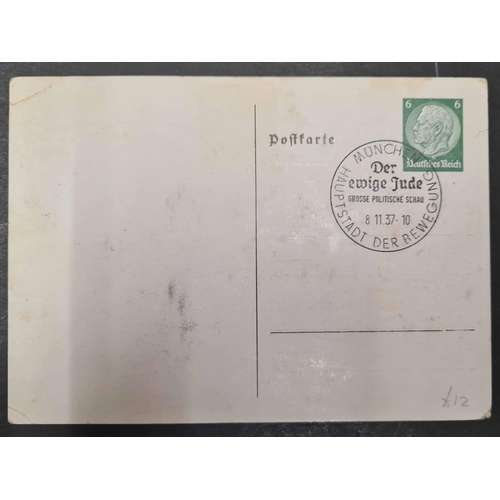 6 6
Deutsches Reich
Postkarte
MÜNCHEN
Der
ewige Jude
GROSSE POLITISCHE SCHAU
8.11.37-10
HAUPTSTADT DER BEWEGUNG
£12